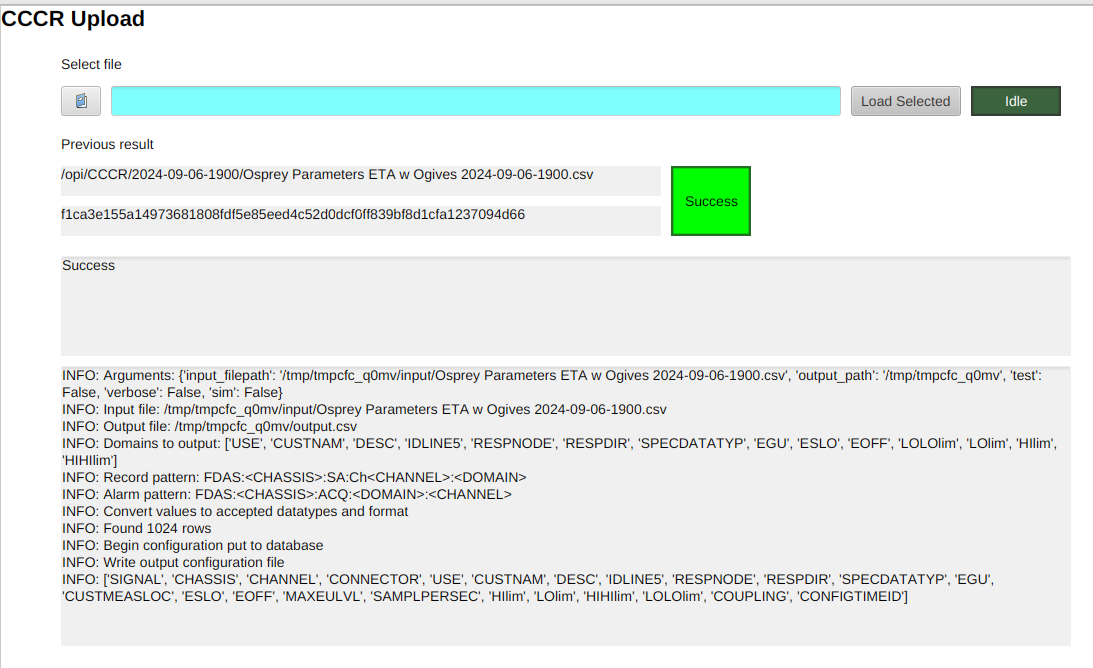 CCCR Upload
Select file
Load Selected
Idle
Previous result
/opi/CCCR/2024-09-06-1900/Osprey Parameters ETA w Ogives 2024-09-06-1900.csv
Success
f1ca3e155a14973681808fdf5e85eed4c52d0dcf0ff839bf8d1cfa1237094d66
Success
INFO: Arguments: {'input_filepath': '/tmp/tmpcfc_q0mv/input/Osprey Parameters ETA w Ogives 2024-09-06-1900.csv', 'output_path': '/tmp/tmpcfc_q0mv', 'test':
False, 'verbose': False, 'sim': False}
INFO: Input file: /tmp/tmpcfc_q0mv/input/Osprey Parameters ETA w Ogives 2024-09-06-1900.csv
INFO: Output file: /tmp/tmpcfc_q0mv/output.csv
INFO: Domains to output: ['USE', 'CUSTNAM', 'DESC', 'IDLINE5', 'RESPNODE', 'RESPDIR', 'SPECDATATYP', 'EGU', 'ESLO', 'EOFF', 'LOLOlim', 'LOlim', 'HIlim',
'HIHIlim']
INFO: Record pattern: FDAS:<CHASSIS>:SA:Ch<CHANNEL>:<DOMAIN>
INFO: Alarm pattern: FDAS:<CHASSIS>:ACQ:<DOMAIN>:<CHANNEL>
INFO: Convert values to accepted datatypes and format
INFO: Found 1024 rows
INFO: Begin configuration put to database
INFO: Write output configuration file
INFO: ['SIGNAL', 'CHASSIS', 'CHANNEL', 'CONNECTOR', 'USE', 'CUSTNAM', 'DESC', 'IDLINE5', 'RESPNODE', 'RESPDIR', 'SPECDATATYP', 'EGU',
'CUSTMEASLOC', 'ESLO', 'EOFF', 'MAXEULVL', 'SAMPLPERSEC', 'HIlim', 'LOlim', 'HIHIlim', 'LOLOlim', 'COUPLING', 'CONFIGTIMEID']